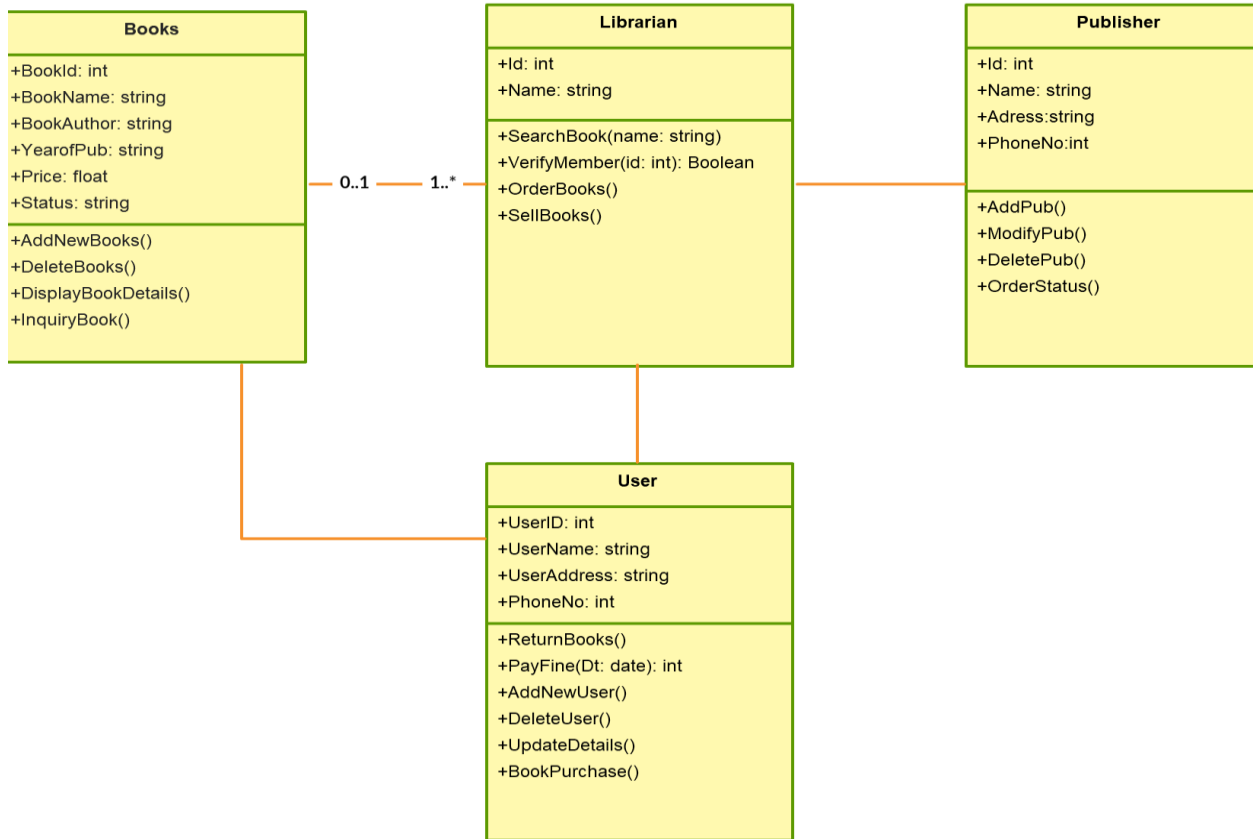 Books
+BookId: int
+BookName: string
+BookAuthor: string
+YearofPub: string
+Price: float
+Status: string
+AddNewBooks()
+DeleteBooks()
+DisplayBookDetails()
+InquiryBook()
0..1
1..*
Librarian
+Id: int
+Name: string
+SearchBook(name: string)
+VerifyMember(id: int): Boolean
+OrderBooks()
+SellBooks()
Publisher
+Id: int
+Name: string
+Adress:string
+PhoneNo:int
+AddPub()
+ModifyPub()
+DeletePub()
+OrderStatus()
User
+UserID: int
+UserName: string
+UserAddress: string
+PhoneNo: int
+ReturnBooks()
+PayFine(Dt: date): int
+AddNewUser()
+DeleteUser()
+UpdateDetails()
+BookPurchase()